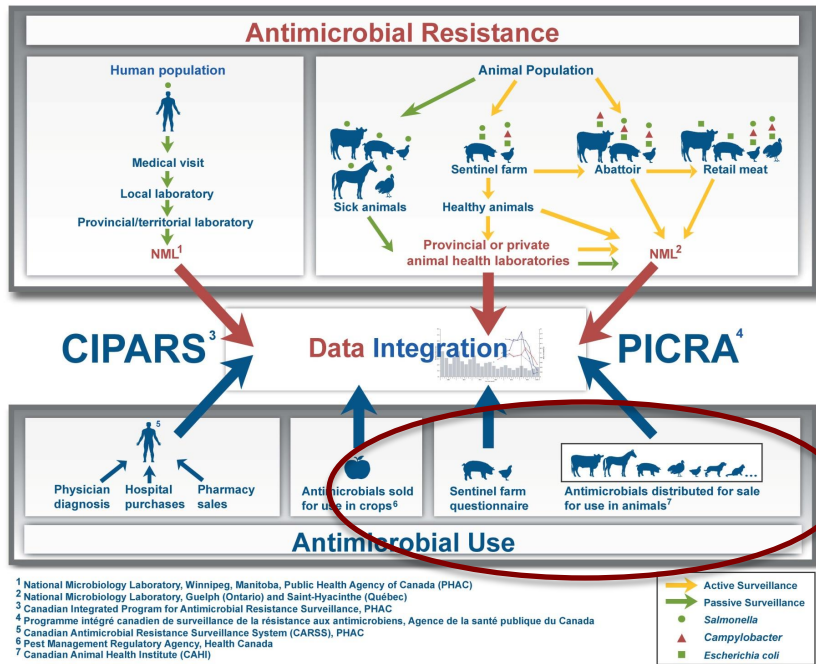 Antimicrobial Resistance
Human population
Medical visit
Local laboratory
Provincial/territorial laboratory
NML1
Animal Population
Sick animals
Sentinel farm
Healthy animals
Provincial or private
animal health laboratories
Abattoir
Retail meat
NML2
CIPARS3
Data Integration
PICRA4
5
Physician
diagnosis
Hospital
purchases
Pharmacy
sales
Antimicrobials sold
for use in crops6
Sentinel farm
questionnaire
...
Antimicrobials distributed for sale
for use in animals7
Antimicrobial Use
1 National Microbiology Laboratory, Winnipeg, Manitoba, Public Health Agency of Canada (PHAC)
2 National Microbiology Laboratory, Guelph (Ontario) and Saint-Hyacinthe (Québec)
3 Canadian Integrated Program for Antimicrobial Resistance Surveillance, PHAC
4 Programme intégré canadien de surveillance de la résistance aux antimicrobiens, Agence de la santé publique du Canada
5 Canadian Antimicrobial Resistance Surveillance System (CARSS), PHAC
6 Pest Management Regulatory Agency, Health Canada
7 Canadian Animal Health Institute (CAHI)
Active Surveillance
Passive Surveillance
Salmonella
Campylobacter
Escherichia coli